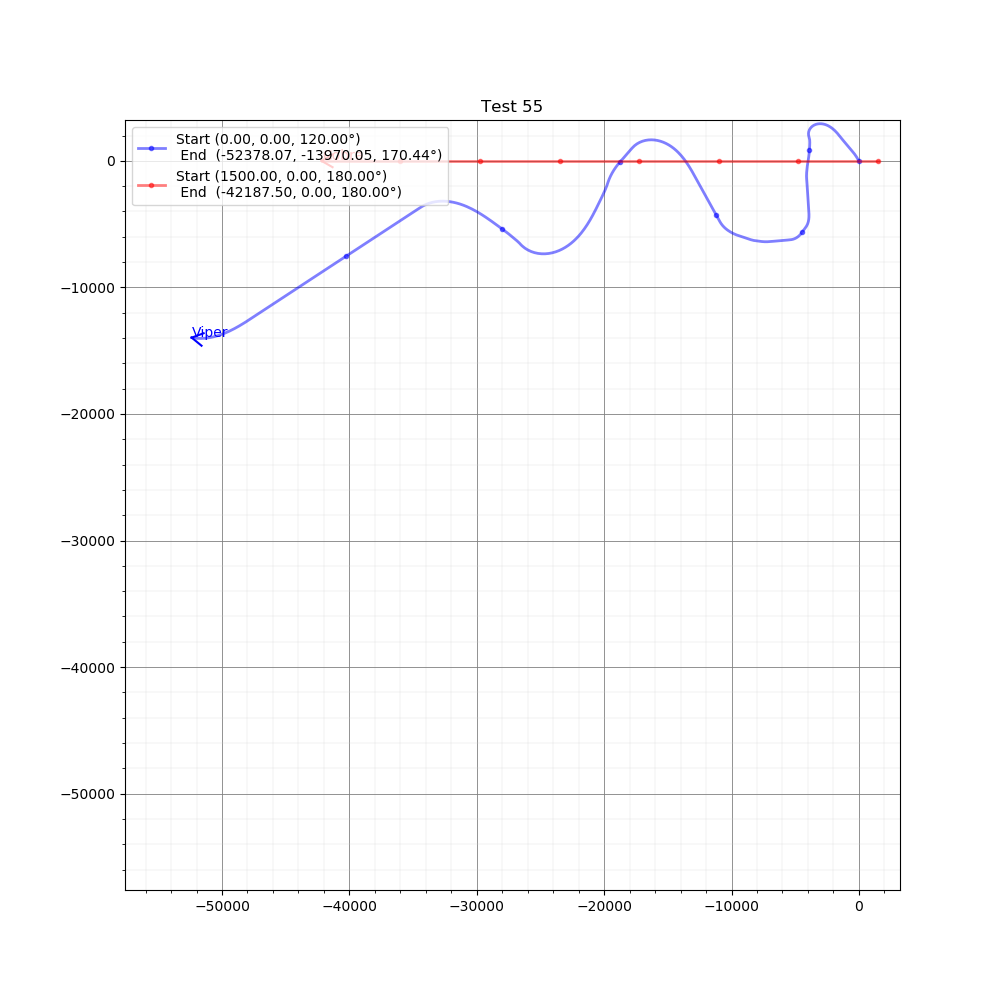 Test 55
Start (0.00, 0.00, 120.00°)
End (-52378.07, -13970.05, 170.44°)
Start (1500.00, 0.00, 180.00°)
End (-42187.50, 0.00, 180.00°)
0
−10000
−20000
−30000
−40000
−50000
Viper
−50000 −40000 −30000 −20000 −10000 0